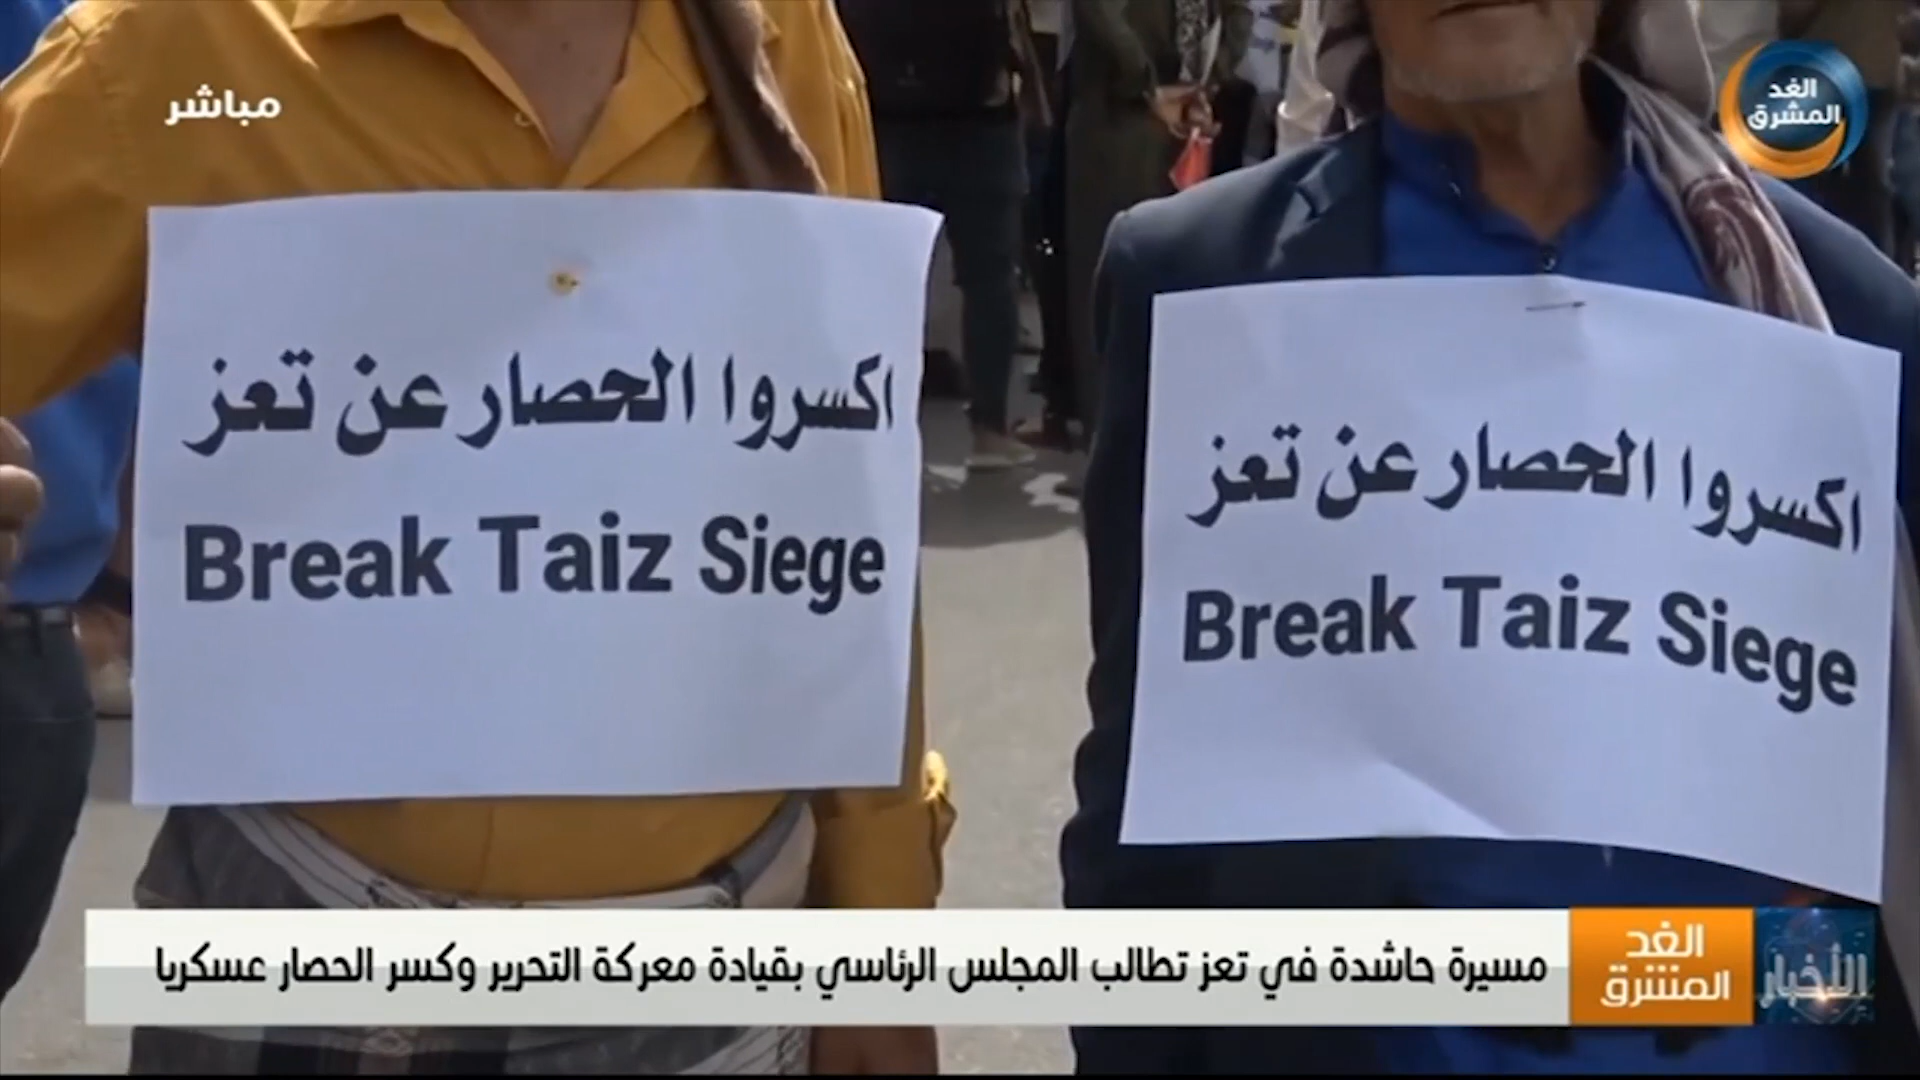 مباشر
الغد
المشرق
اكسروا الحصار عن تعز
Break Taiz Siege
اكسروا الحصار عن تعز
Break Taiz Siege
مسيرة حاشدة في تعز تطالب المجلس الرئاسي بقيادة معركة التحرير وكسر الحصار عسكريا
الغد
المشرق
الأخبار